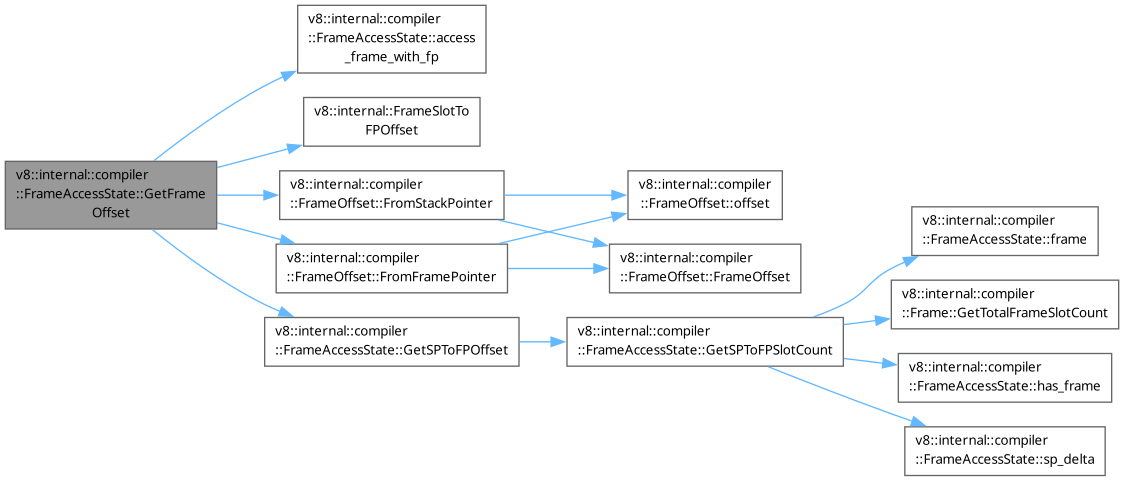 v8::internal::compiler
::FrameAccessState::access
_frame_with_fp
v8::internal::FrameSlotTo
FPOffset
v8::internal::compiler
::FrameAccessState::GetFrame
Offset
v8::internal::compiler
::FrameOffset::FromStackPointer
v8::internal::compiler
::FrameOffset::offset
v8::internal::compiler
::FrameOffset::FromFramePointer
v8::internal::compiler
::FrameOffset::FrameOffset
v8::internal::compiler
::FrameAccessState::frame
v8::internal::compiler
::Frame::GetTotalFrameSlotCount
v8::internal::compiler
::FrameAccessState::GetSPToFPOffset
v8::internal::compiler
::FrameAccessState::GetSPToFPSlotCount
v8::internal::compiler
::FrameAccessState::has_frame
v8::internal::compiler
::FrameAccessState::sp_delta